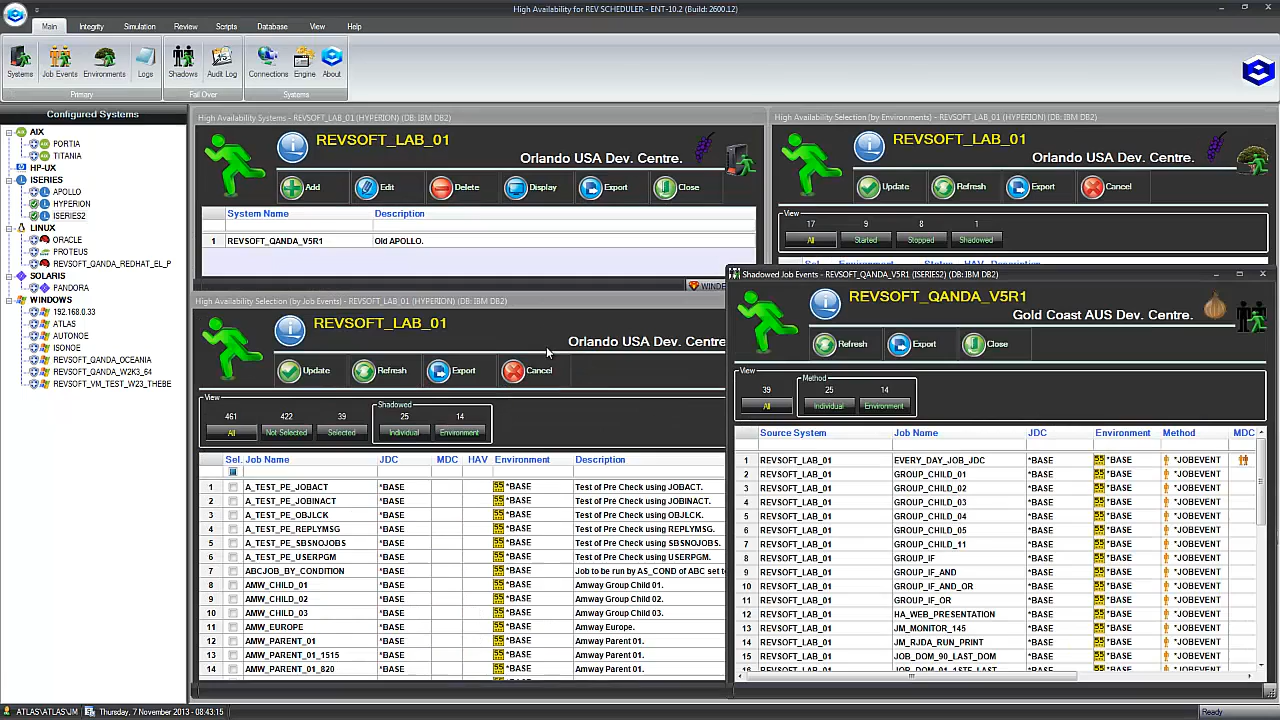 High Availability for REV SCHEDULER - ENT-10.2 (Build: 2600.12)
Main Integrity Simulation Review Scripts Database View Help
Systems Job Events Environments Logs Shadows Audit Log Connections Engine About
Primary Fail Over Systems
Configured Systems
AIX
PORTIA
TITANIA
HP-UX
ISERIES
APOLLO
HYPERION
ISERIES2
LINUX
ORACLE
PROTEUS
REVSOFT_QANDA_REDHAT_EL_P
SOLARIS
PANDORA
WINDOWS
192.168.0.33
ATLAS
AUTONOE
ISONOE
REVSOFT_QANDA_OCEANIA
REVSOFT_QANDA_W2K3_64
REVSOFT_VM_TEST_W23_THEBE
High Availability Systems - REVSOFT_LAB_01 (HYPERION) (DB: IBM DB2)
REVSOFT_LAB_01
Orlando USA Dev. Centre.
Add Edit Delete Display Export Close
System Name Description
1 REVSOFT_QANDA_V5R1 Old APOLLO.
WINDE
High Availability Selection (by Environments) - REVSOFT_LAB_01 (HYPERION) (DB: IBM DB2)
REVSOFT_LAB_01
Orlando USA Dev. Centre.
Update Refresh Export Cancel
View
17 9 8 1
All Started Stopped Shadowed
Sel. Environment Status HAV Description
High Availability Selection (by Job Events) - REVSOFT_LAB_01 (HYPERION) (DB: IBM DB2)
REVSOFT_LAB_01
Orlando USA Dev. Centre
Update Refresh Export Cancel
View
Shadowed
461 422 39 25 14
All Not Selected Selected Individual Environment
Sel. Job Name JDC MDC HAV Environment Description
1 A_TEST_PE_JOBACT *BASE *BASE Test of Pre Check using JOBACT.
2 A_TEST_PE_JOBINACT *BASE *BASE Test of Pre Check using JOBINACT.
3 A_TEST_PE_OBJLCK *BASE *BASE Test of Pre Check using OBJLCK.
4 A_TEST_PE_REPLYMSG *BASE *BASE Test of Pre Check using REPLYMSG.
5 A_TEST_PE_SBSNOJOBS *BASE *BASE Test of Pre Check using SBSNOJOBS.
6 A_TEST_PE_USERPGM *BASE *BASE Test of Pre Check using USERPGM.
7 ABCJOB_BY_CONDITION *BASE *BASE Job to be run by AS_COND of ABC set to
8 AMW_CHILD_01 *BASE *BASE Amway Group Child 01.
9 AMW_CHILD_02 *BASE *BASE Amway Group Child 02.
10 AMW_CHILD_03 *BASE *BASE Amway Group Child 03.
11 AMW_EUROPE *BASE *BASE Amway Europe.
12 AMW_PARENT_01 *BASE *BASE Amway Parent 01.
13 AMW_PARENT_01_1515 *BASE *BASE Amway Parent 01.
14 AMW_PARENT_01_820 *BASE *BASE Amway Parent 01.
Shadowed Job Events - REVSOFT_QANDA_V5R1 (ISERIES2) (DB: IBM DB2)
REVSOFT_QANDA_V5R1
Gold Coast AUS Dev. Centre.
Refresh Export Close
View
Method
39 25 14
All Individual Environment
Source System Job Name JDC Environment Method MDC
1 REVSOFT_LAB_01 EVERY_DAY_JOB_JDC *BASE *BASE *JOBEVENT
2 REVSOFT_LAB_01 GROUP_CHILD_01 *BASE *BASE *JOBEVENT
3 REVSOFT_LAB_01 GROUP_CHILD_02 *BASE *BASE *JOBEVENT
4 REVSOFT_LAB_01 GROUP_CHILD_03 *BASE *BASE *JOBEVENT
5 REVSOFT_LAB_01 GROUP_CHILD_04 *BASE *BASE *JOBEVENT
6 REVSOFT_LAB_01 GROUP_CHILD_05 *BASE *BASE *JOBEVENT
7 REVSOFT_LAB_01 GROUP_CHILD_11 *BASE *BASE *JOBEVENT
8 REVSOFT_LAB_01 GROUP_IF *BASE *BASE *JOBEVENT
9 REVSOFT_LAB_01 GROUP_IF_AND *BASE *BASE *JOBEVENT
10 REVSOFT_LAB_01 GROUP_IF_AND_OR *BASE *BASE *JOBEVENT
11 REVSOFT_LAB_01 GROUP_IF_OR *BASE *BASE *JOBEVENT
12 REVSOFT_LAB_01 HA_WEB_PRESENTATION *BASE *BASE *JOBEVENT
13 REVSOFT_LAB_01 JM_MONITOR_145 *BASE *BASE *JOBEVENT
14 REVSOFT_LAB_01 JM_RJDA_RUN_PRINT *BASE *BASE *JOBEVENT
15 REVSOFT_LAB_01 JOB_DOM_90_LAST_DOM *BASE *BASE *JOBEVENT
16 REVSOFT_LAB_01 *BASE *BASE *JOBEVENT
ATLAS\ATLAS\JM Thursday, 7 November 2013 - 08:43:15 Ready